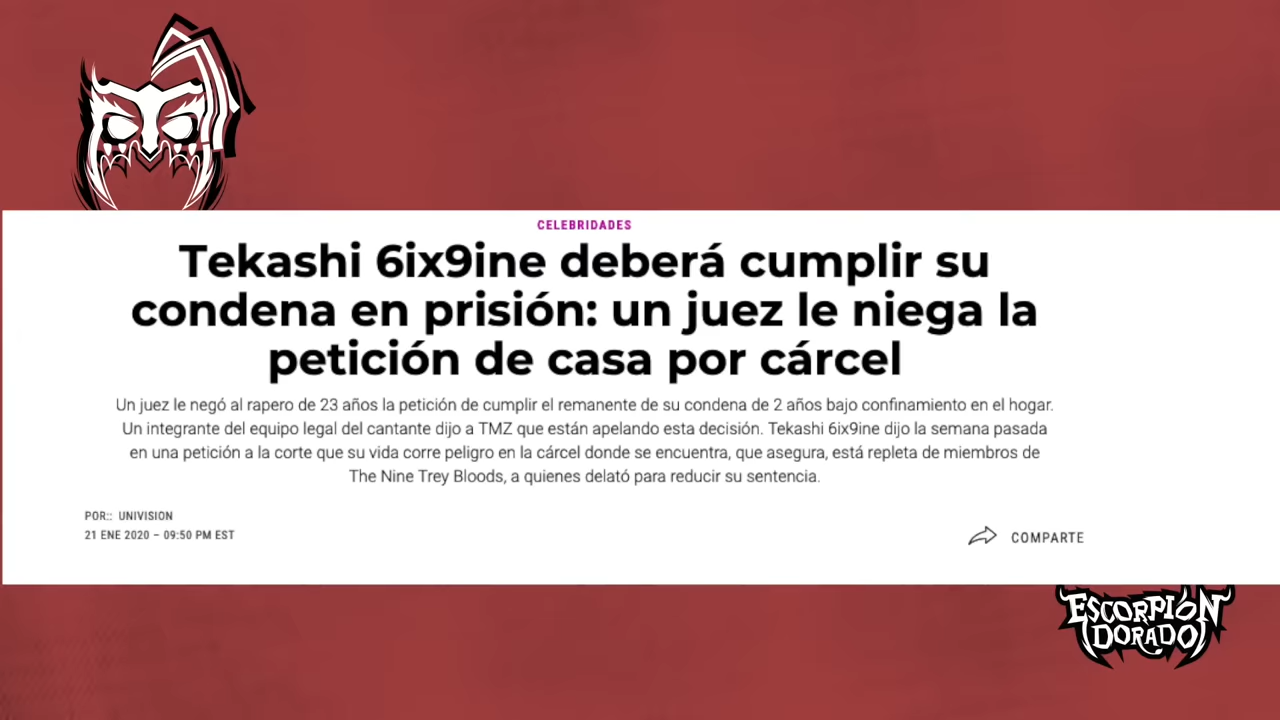 CELEBRIDADES
Tekashi 6ix9ine deberá cumplir su
condena en prisión: un juez le niega la
petición de casa por cárcel
Un juez le negó al rapero de 23 años la petición de cumplir el remanente de su condena de 2 años bajo confinamiento en el hogar.
Un integrante del equipo legal del cantante dijo a TMZ que están apelando esta decisión. Tekashi 6ix9ine dijo la semana pasada
en una petición a la corte que su vida corre peligro en la cárcel donde se encuentra, que asegura, está repleta de miembros de
The Nine Trey Bloods, a quienes delató para reducir su sentencia.
POR:: UNIVISION
21 ENE 2020 – 09:50 PM EST
COMPARTE
ESCORPIÓN
DORADO